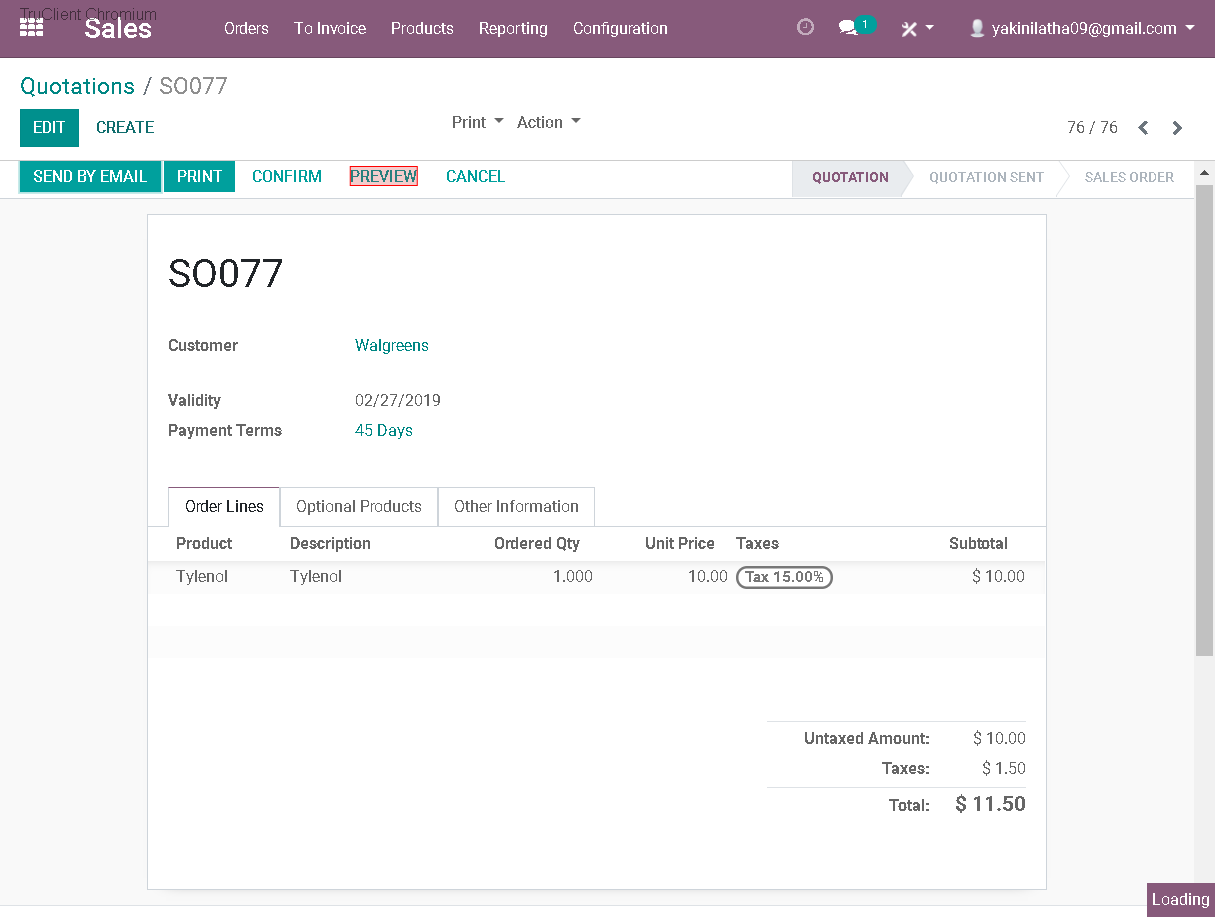 TruClient Chromium
Sales Orders To Invoice Products Reporting Configuration 1 yakinilatha09@gmail.com
Quotations / SO077
EDIT CREATE Print Action 76 / 76
SEND BY EMAIL PRINT CONFIRM PREVIEW CANCEL QUOTATION QUOTATION SENT SALES ORDER
SO077
Customer Walgreens
Validity 02/27/2019
Payment Terms 45 Days
Order Lines Optional Products Other Information
Product Description Ordered Qty Unit Price Taxes Subtotal
Tylenol Tylenol 1.000 10.00 Tax 15.00% $ 10.00
Untaxed Amount: $ 10.00
Taxes: $ 1.50
Total: $ 11.50
Loading